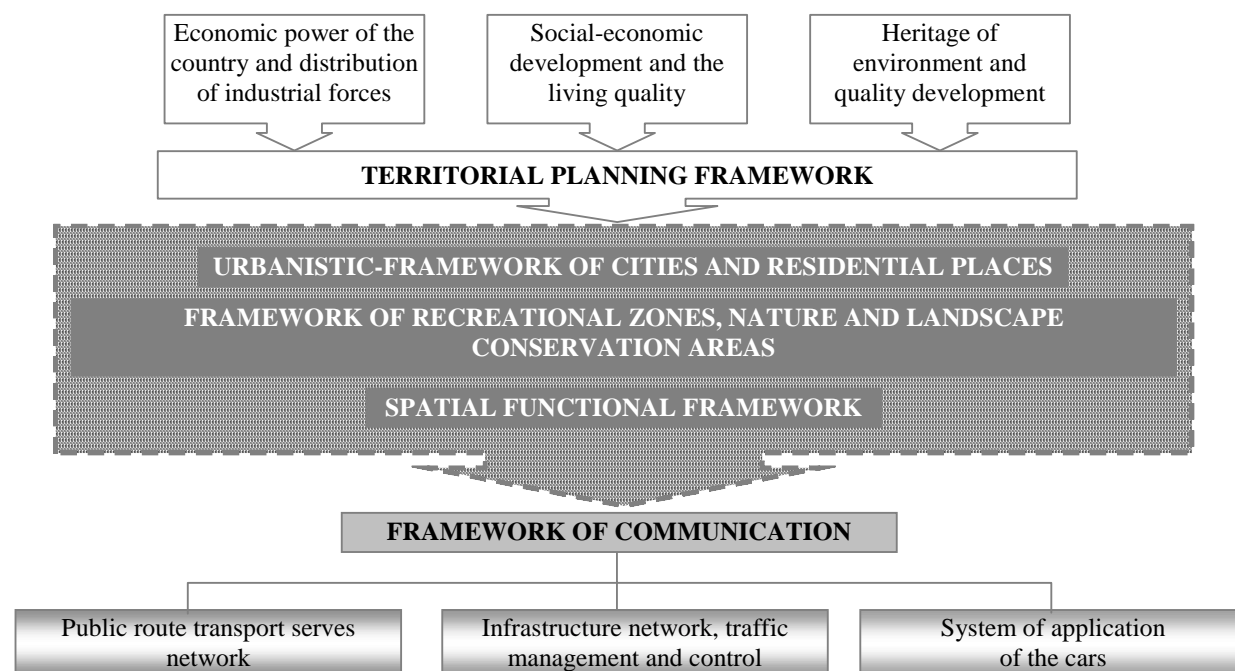 Economic power of the
country and distribution
of industrial forces
Social-economic
development and the
living quality
Heritage of
environment and
quality development
TERRITORIAL PLANNING FRAMEWORK
URBANISTIC-FRAMEWORK OF CITIES AND RESIDENTIAL PLACES
FRAMEWORK OF RECREATIONAL ZONES, NATURE AND LANDSCAPE
CONSERVATION AREAS
SPATIAL FUNCTIONAL FRAMEWORK
FRAMEWORK OF COMMUNICATION
Public route transport serves
network
Infrastructure network, traffic
management and control
System of application
of the cars